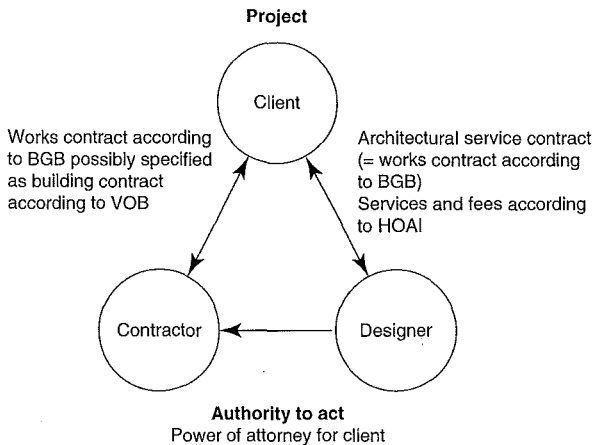 Project
Client
Works contract according
to BGB possibly specified
as building contract
according to VOB
Architectural service contract
(= works contract according
to BGB)
Services and fees according
to HOAI
Contractor
Designer
Authority to act
Power of attorney for client